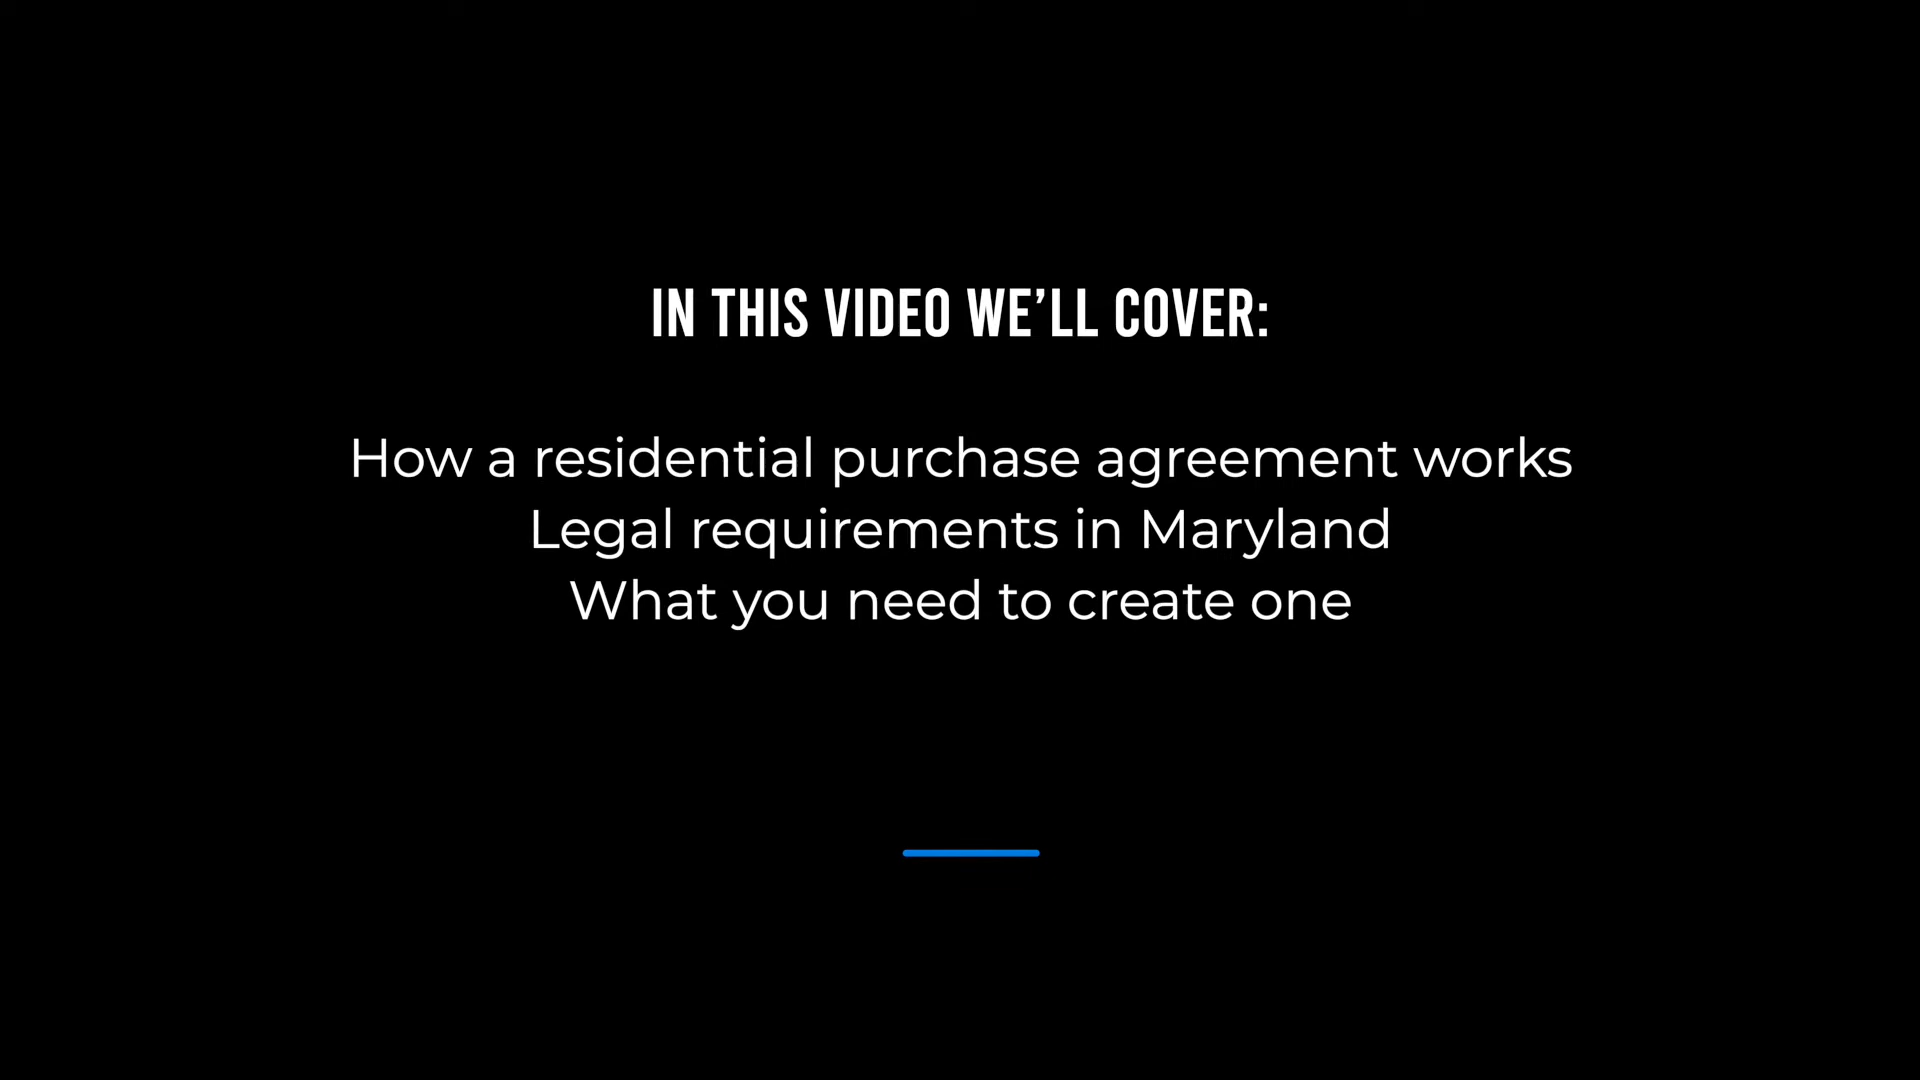 IN THIS VIDEO WE’LL COVER:
How a residential purchase agreement works
Legal requirements in Maryland
What you need to create one